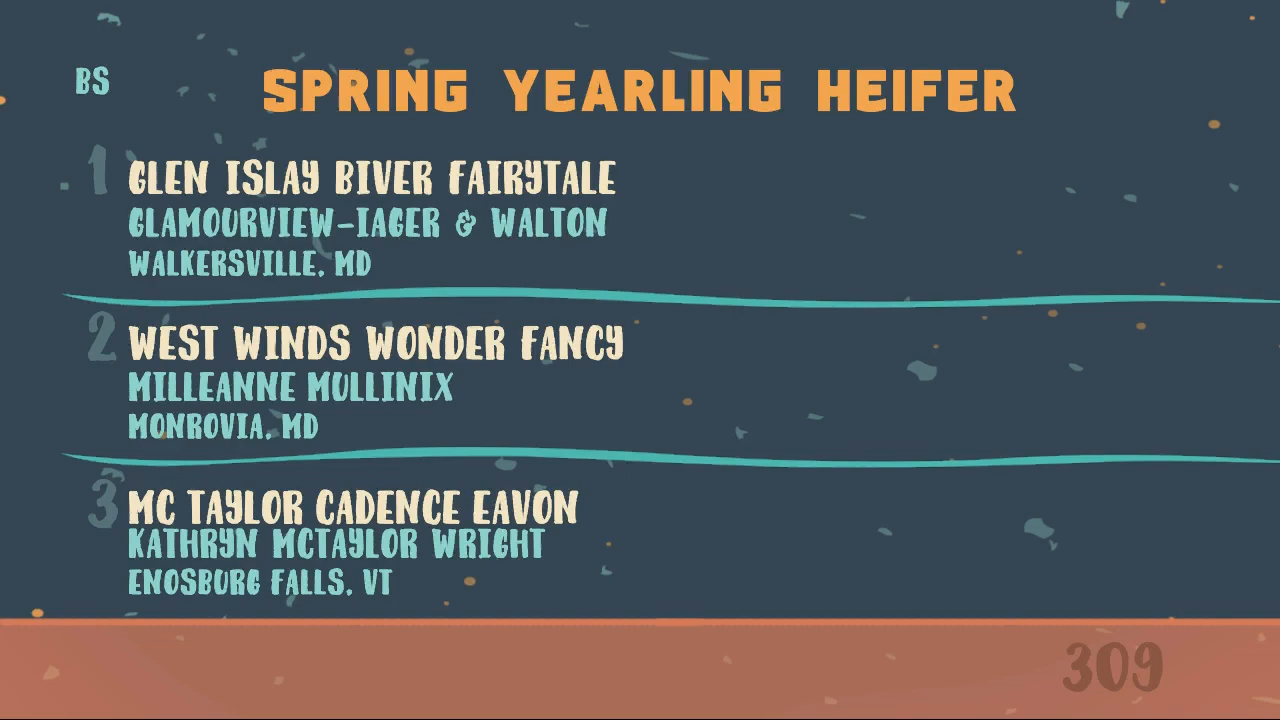 BS
SPRING YEARLING HEIFER
1 GLEN ISLAY BIVER FAIRYTALE
GLAMOURVIEW-IAGER & WALTON
WALKERSVILLE, MD
2 WEST WINDS WONDER FANCY
MILLEANNE MULLINIX
MONROVIA, MD
3 MC TAYLOR CADENCE EAVON
KATHRYN MCTAYLOR WRIGHT
ENOSBURG FALLS, VT
309